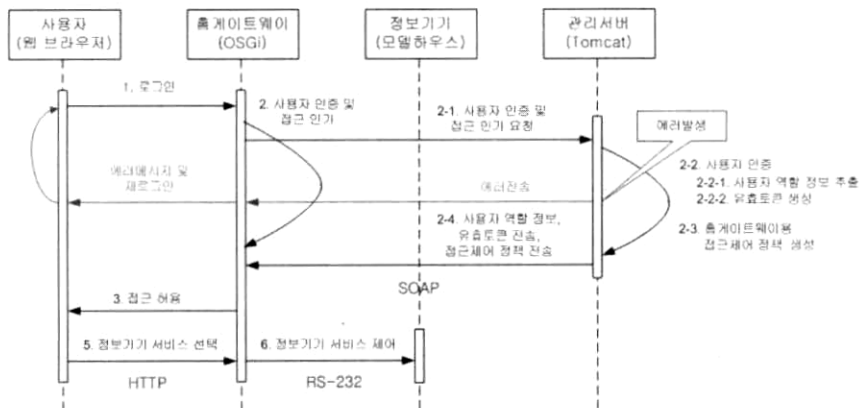 사용자
(웹 브라우저)
홈게이트웨이
(OSGi)
정보기기
(모델하우스)
관리서버
(Tomcat)
1. 로그인
2. 사용자 인증 및
접근 인가
2-1. 사용자 인증 및
접근 인가 요청
에러발생
에러메시지 및
재로그인
에러전송
2-2. 사용자 인증
2-2-1. 사용자 역할 정보 추출
2-2-2. 유효토큰 생성
2-3. 홈게이트웨이용
접근제어 정책 생성
2-4. 사용자 역할 정보,
유효토큰 전송,
접근제어 정책 전송
SOAP
3. 접근 허용
5. 정보기기 서비스 선택
6. 정보기기 서비스 제어
HTTP
RS-232